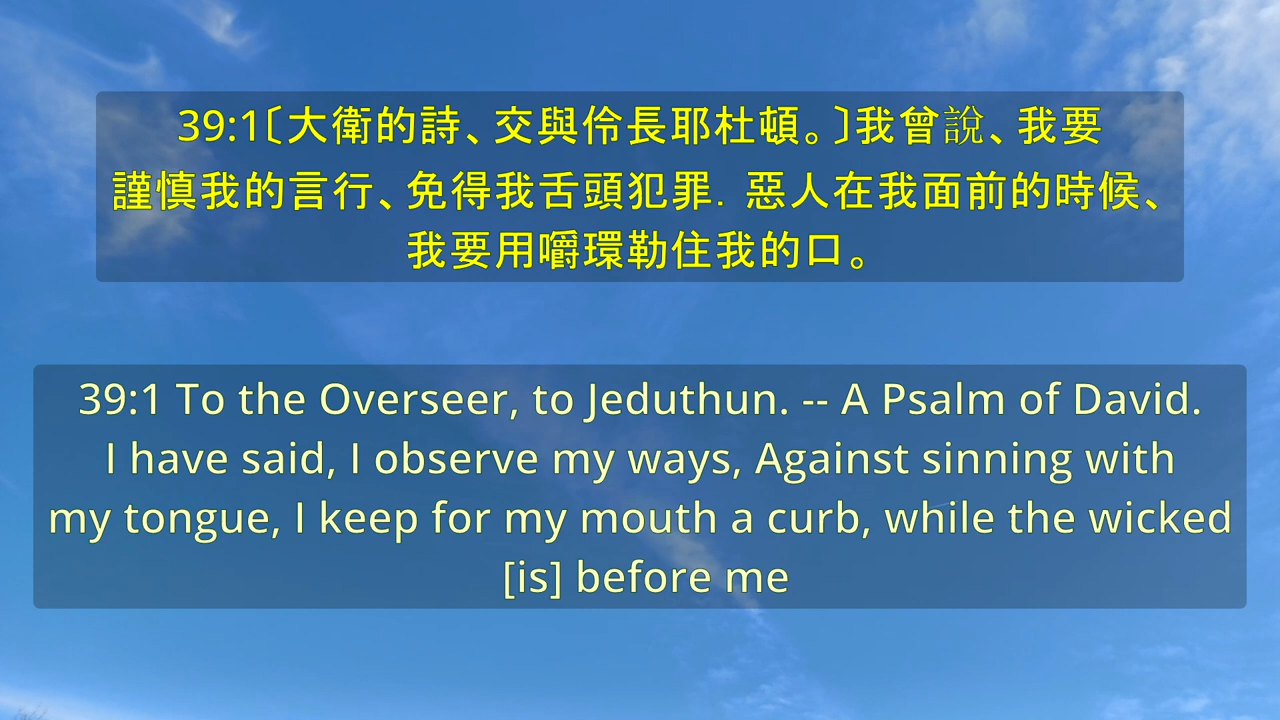 39:1〔大衛的詩、交與伶長耶杜頓。〕我曾說、我要
謹慎我的言行、免得我舌頭犯罪．惡人在我面前的時候、
我要用嚼環勒住我的口。
39:1 To the Overseer, to Jeduthun. -- A Psalm of David.
I have said, I observe my ways, Against sinning with
my tongue, I keep for my mouth a curb, while the wicked
[is] before me